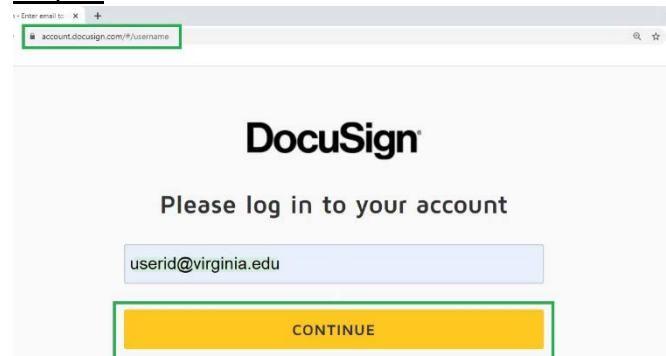 Enter email to
account.docusign.com/#/username
DocuSign
Please log in to your account
userid@virginia.edu
CONTINUE